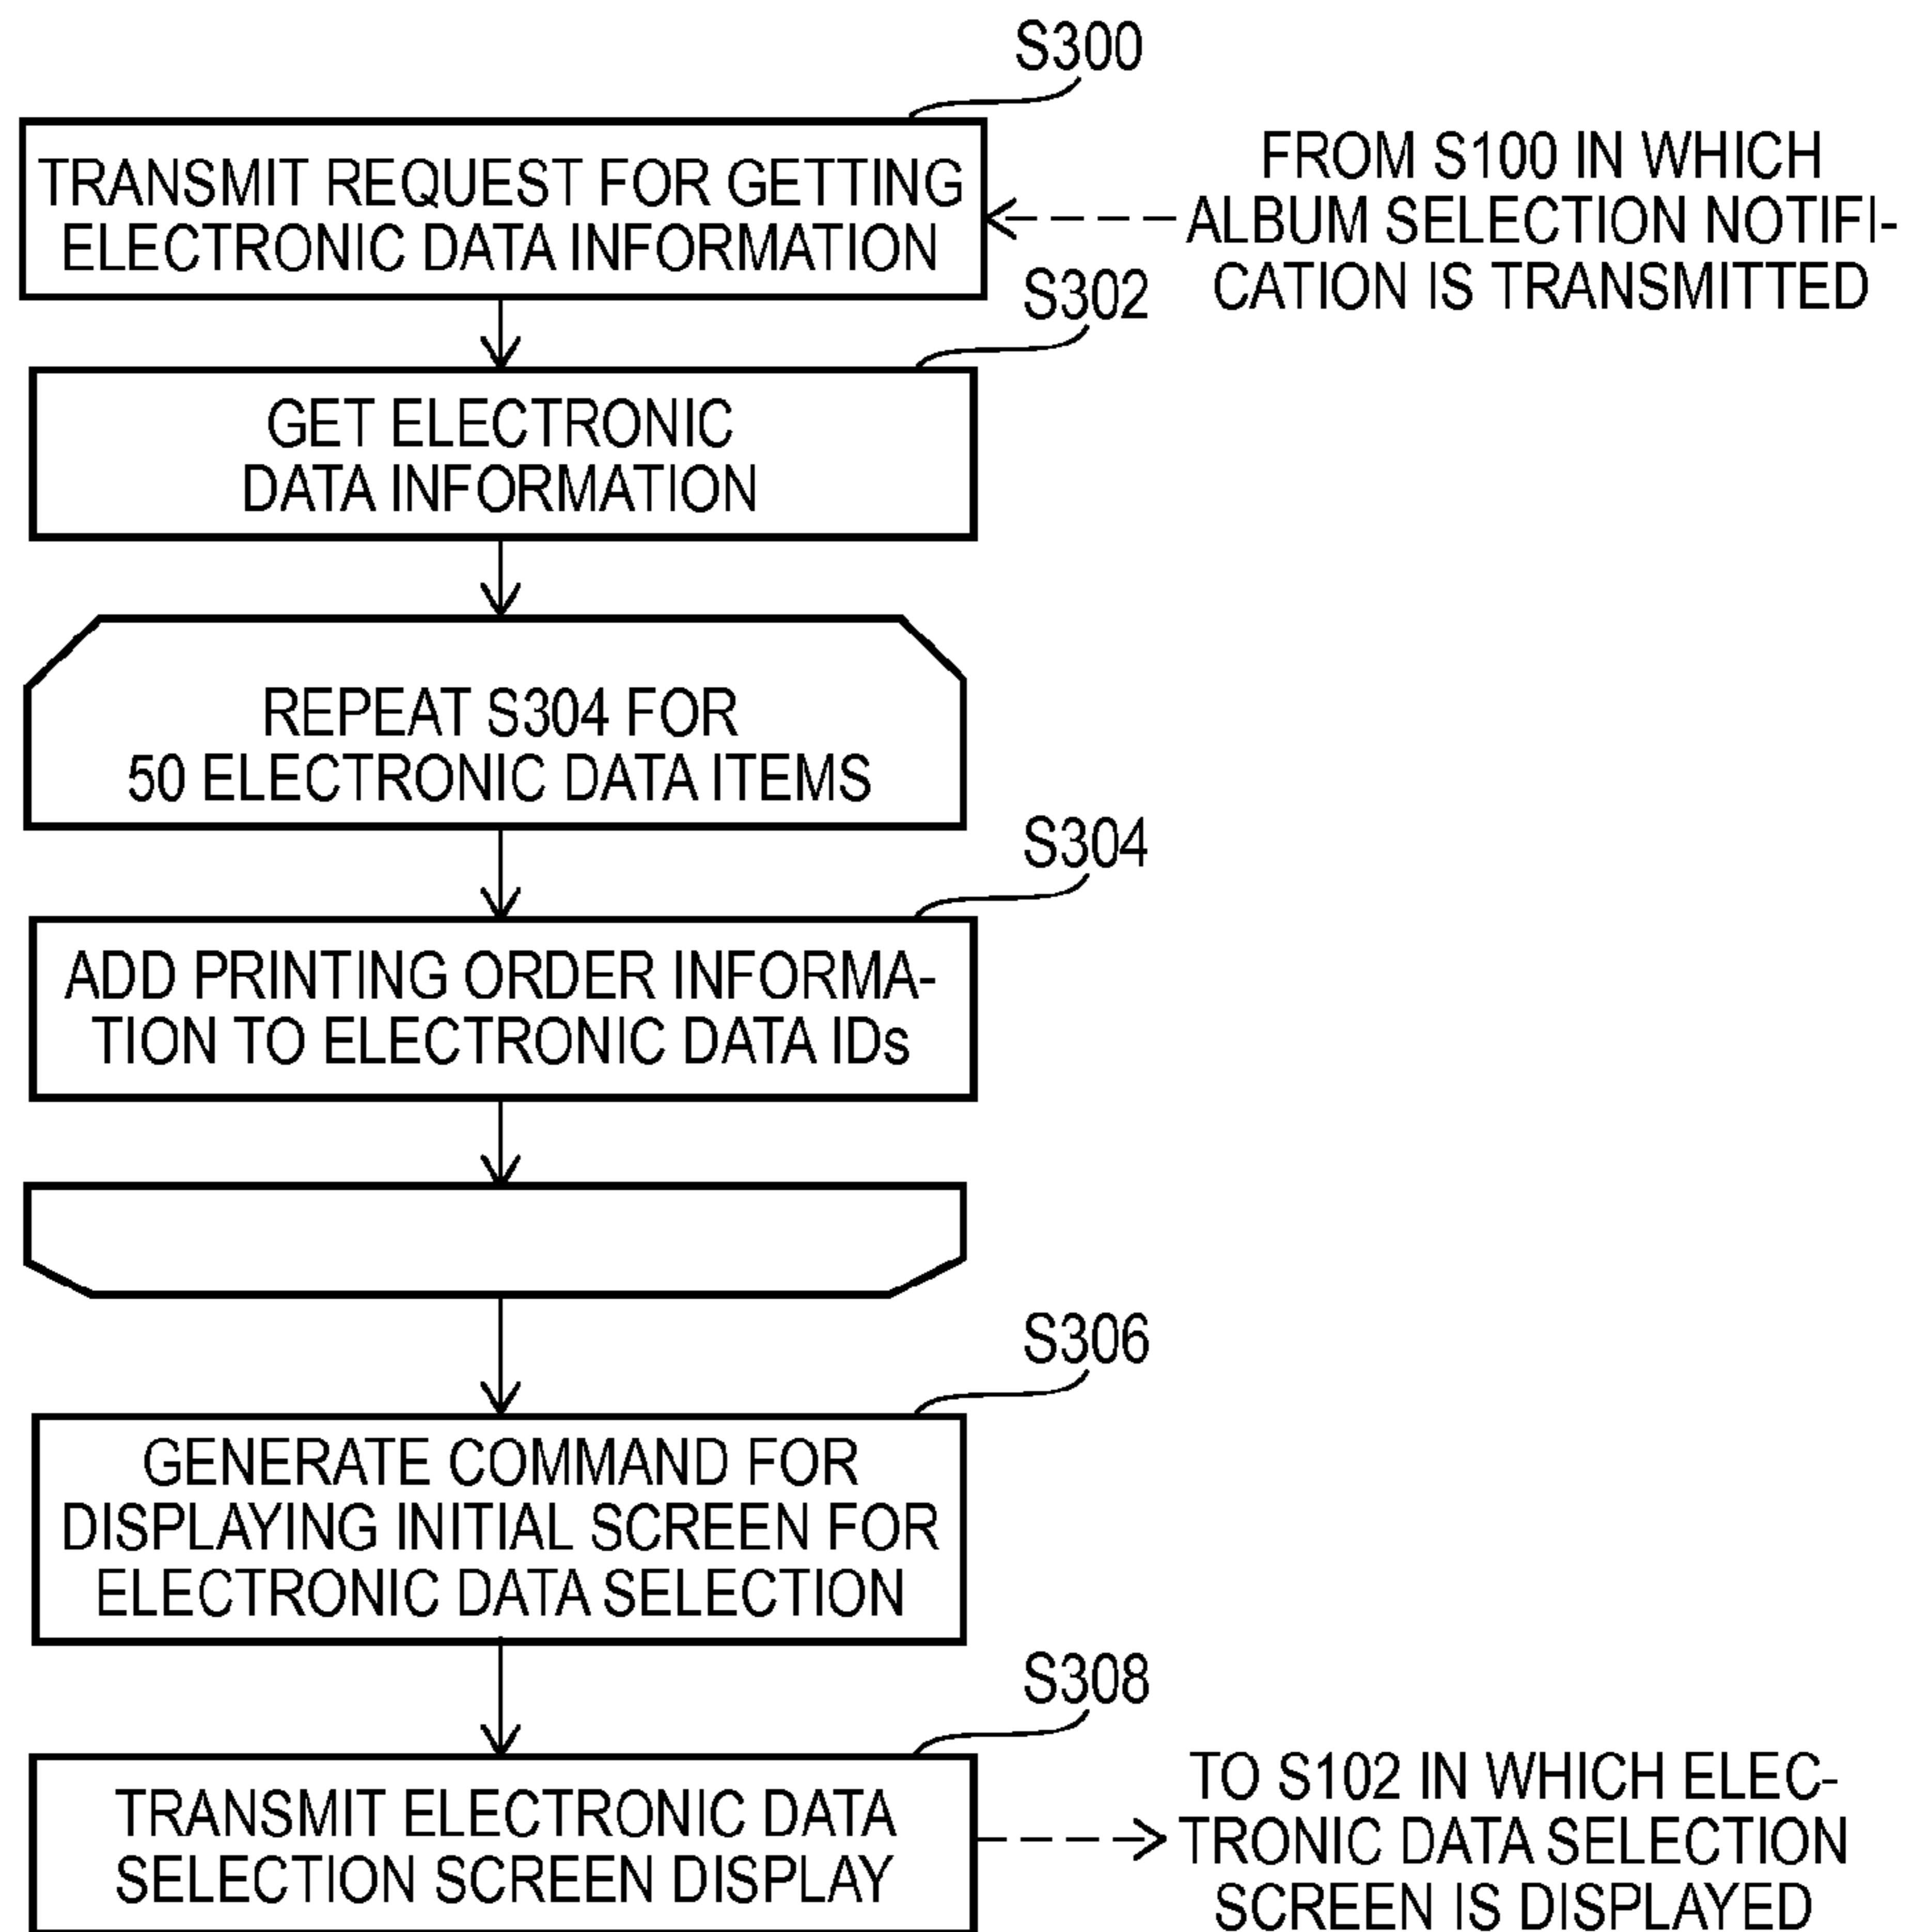 S300
TRANSMIT REQUEST FOR GETTING
ELECTRONIC DATA INFORMATION
FROM S100 IN WHICH
ALBUM SELECTION NOTIFI-
CATION IS TRANSMITTED
S302
GET ELECTRONIC
DATA INFORMATION
REPEAT S304 FOR
50 ELECTRONIC DATA ITEMS
S304
ADD PRINTING ORDER INFORMA-
TION TO ELECTRONIC DATA IDs
S306
GENERATE COMMAND FOR
DISPLAYING INITIAL SCREEN FOR
ELECTRONIC DATA SELECTION
S308
TRANSMIT ELECTRONIC DATA
SELECTION SCREEN DISPLAY
TO S102 IN WHICH ELEC-
TRONIC DATA SELECTION
SCREEN IS DISPLAYED